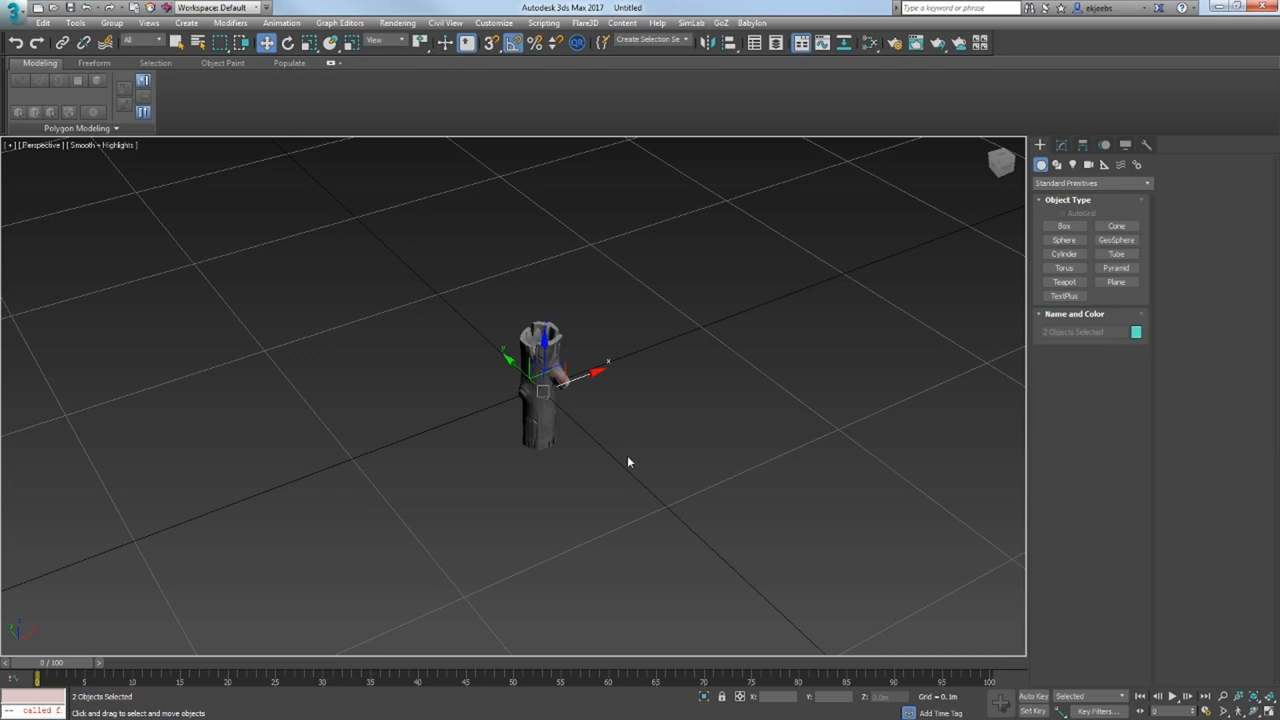 Workspace: Default
Autodesk 3ds Max 2017 Untitled
Type a keyword or phrase
ekjeebs
Edit Tools Group Views Create Modifiers Animation Graph Editors Rendering Civil View Customize Scripting Flare3D Content Help SimLab GoZ Babylon
All
View
Create Selection Se
Modeling Freeform Selection Object Paint Populate
Polygon Modeling
[ + ] [ Perspective ] [ Smooth + Highlights ]
Standard Primitives
Object Type
AutoGrid
Box Cone
Sphere GeoSphere
Cylinder Tube
Torus Pyramid
Teapot Plane
TextPlus
Name and Color
2 Objects Selected
x
y
0 / 100
0 5 10 15 20 25 30 35 40 45 50 55 60 65 70 75 80 85 90 95 100
2 Objects Selected
X: Y: Z: 0.0m Grid = 0.1m
Auto Key Selected
-- called f:
Click and drag to select and move objects
Add Time Tag
Set Key Key Filters... 0